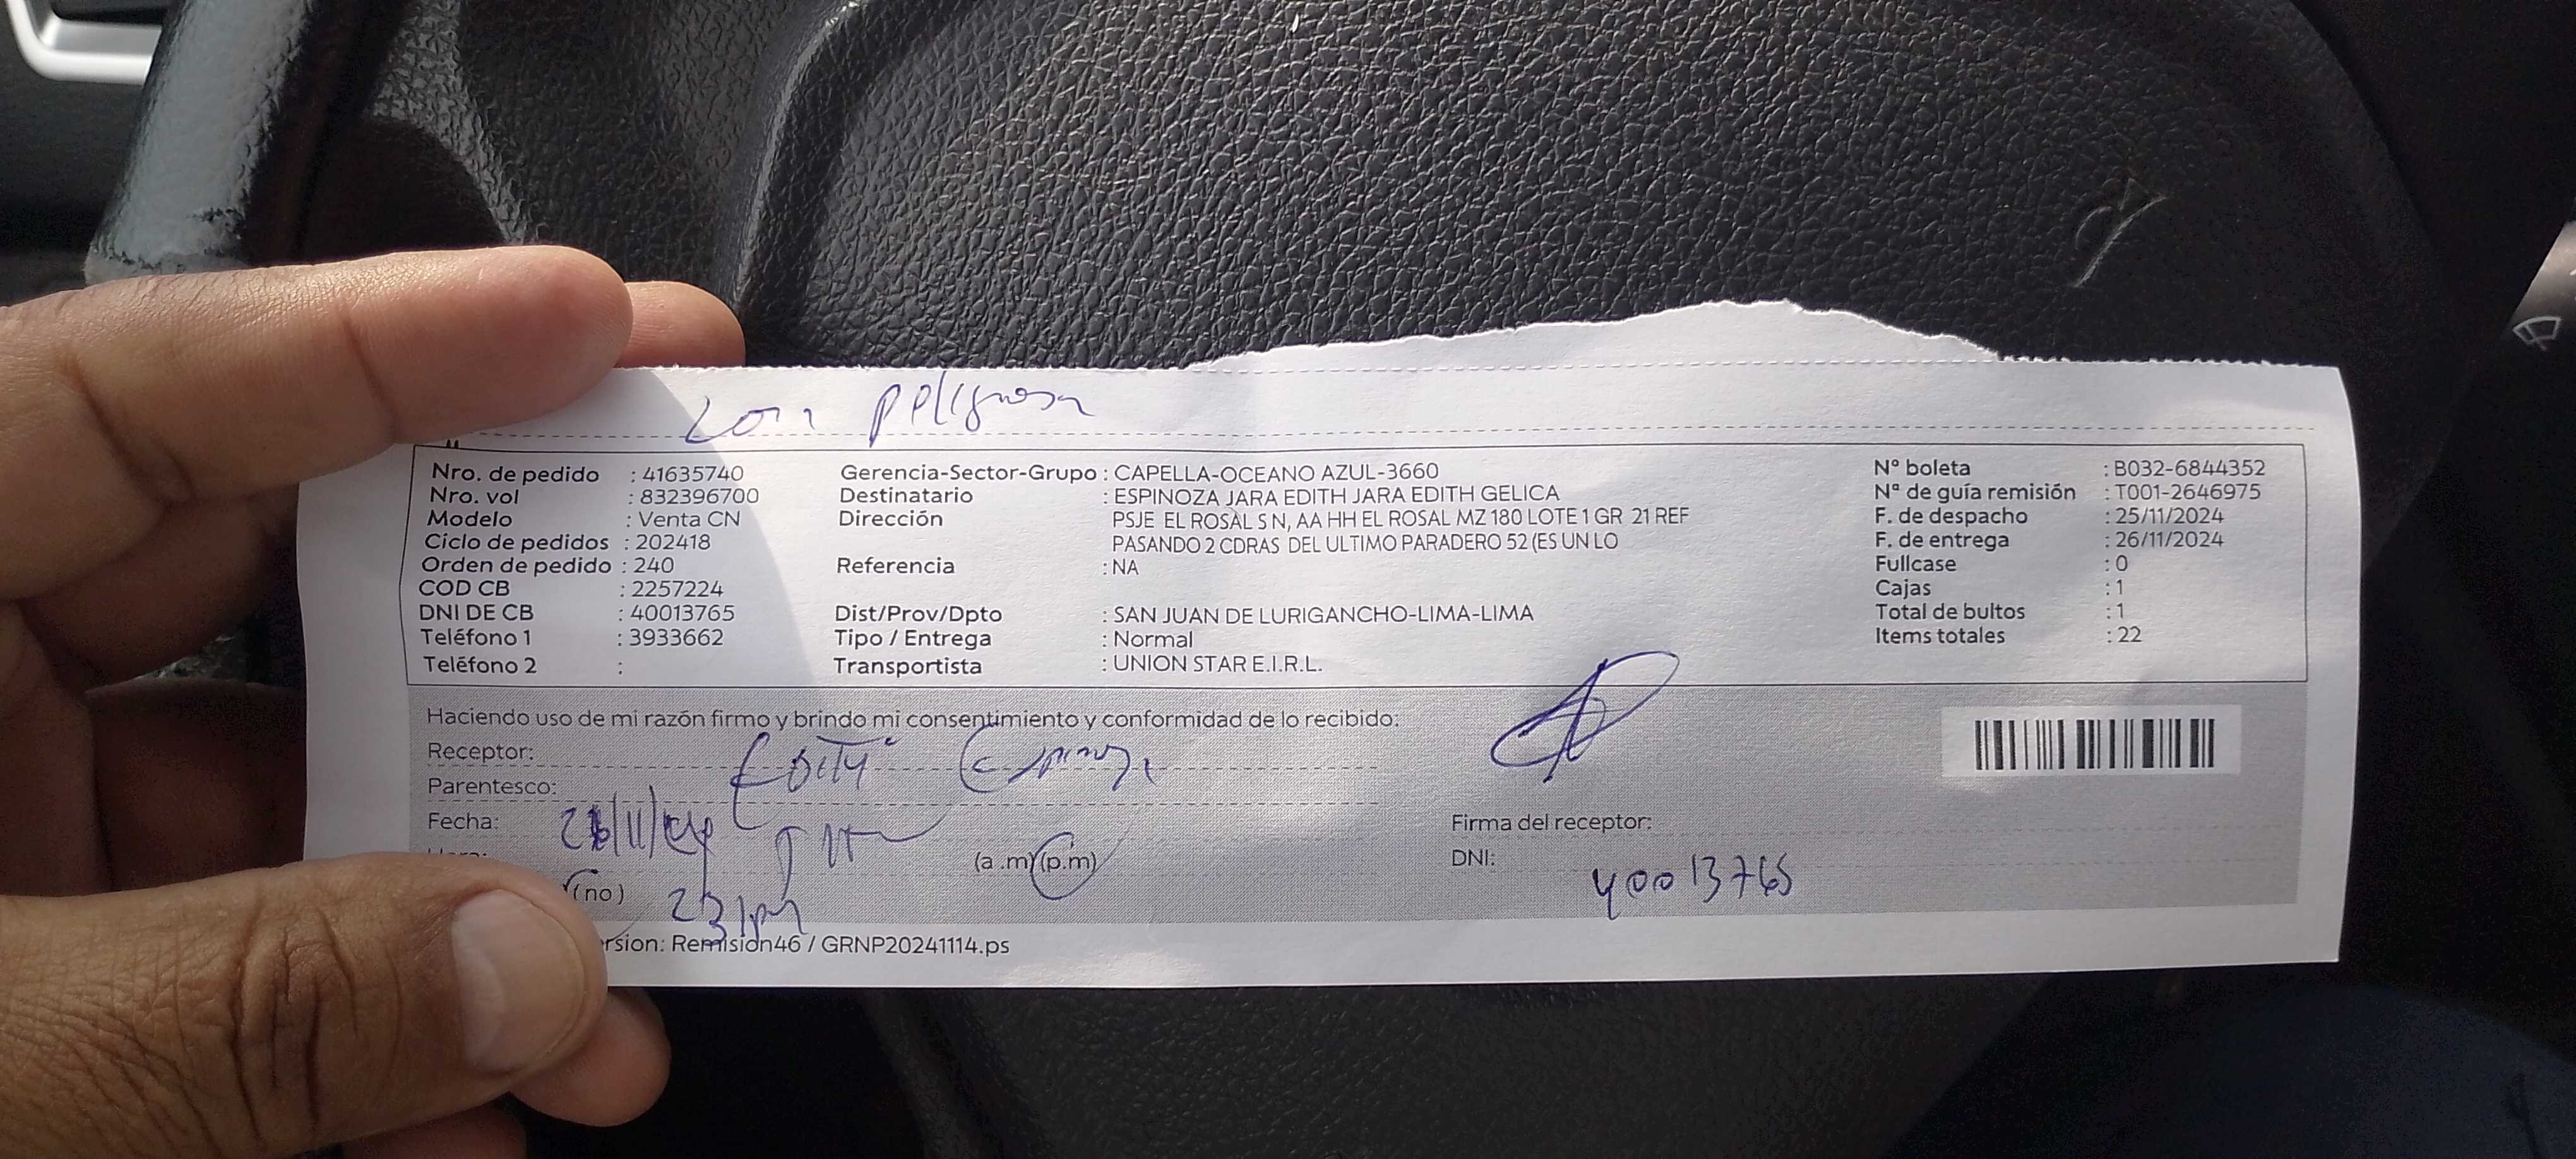 Zona peligrosa
Nro. de pedido : 41635740
Nro. vol : 832396700
Modelo : Venta CN
Ciclo de pedidos : 202418
Orden de pedido : 240
COD CB : 2257224
DNI DE CB : 40013765
Teléfono 1 : 3933662
Teléfono 2 :
Gerencia-Sector-Grupo : CAPELLA-OCEANO AZUL-3660
Destinatario : ESPINOZA JARA EDITH JARA EDITH GELICA
Dirección PSJE EL ROSAL S N, AA HH EL ROSAL MZ 180 LOTE 1 GR 21 REF
PASANDO 2 CDRAS DEL ULTIMO PARADERO 52 (ES UN LO
Referencia : NA
Dist/Prov/Dpto : SAN JUAN DE LURIGANCHO-LIMA-LIMA
Tipo / Entrega : Normal
Transportista : UNION STAR E.I.R.L.
N° boleta : B032-6844352
Nª de guía remisión : T001-2646975
F. de despacho : 25/11/2024
F. de entrega : 26/11/2024
Fullcase : 0
Cajas : 1
Total de bultos : 1
Items totales : 22
Haciendo uso de mi razón firmo y brindo mi consentimiento y conformidad de lo recibido:
Receptor: Edith Espinoza
Parentesco:
Fecha:
(a .m) (p.m)
(no)
Firma del receptor:
DNI: 40013765
rsion: Remision46 / GRNP20241114.ps